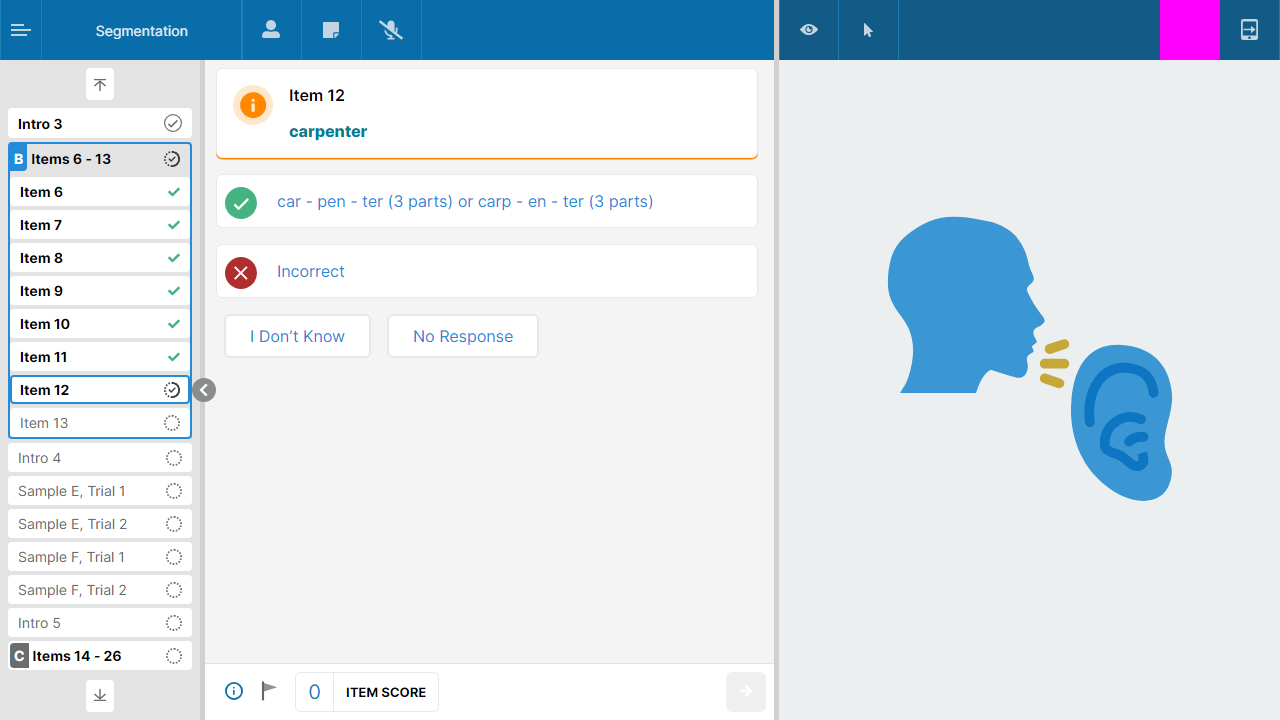 Segmentation
Intro 3
B Items 6 - 13
Item 6
Item 7
Item 8
Item 9
Item 10
Item 11
Item 12
Item 13
Intro 4
Sample E, Trial 1
Sample E, Trial 2
Sample F, Trial 1
Sample F, Trial 2
Intro 5
C Items 14 - 26
Item 12
carpenter
car - pen - ter (3 parts) or carp - en - ter (3 parts)
Incorrect
I Don’t Know
No Response
0 ITEM SCORE